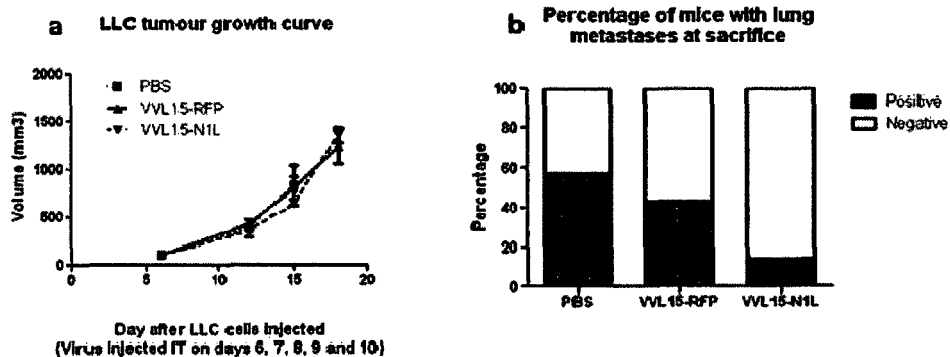 a
LLC tumour growth curve
2000
1500
1000
500
0
Volume (mm3)
PBS
VVL15-RFP
VVL15-N1L
0 5 10 15 20
Day after LLC cells injected
(Virus injected IT on days 6, 7, 8, 9 and 10)
b
Percentage of mice with lung
metastases at sacrifice
100
80
60
40
20
0
Percentage
Positive
Negative
PBS VVL15-RFP VVL15-N1L